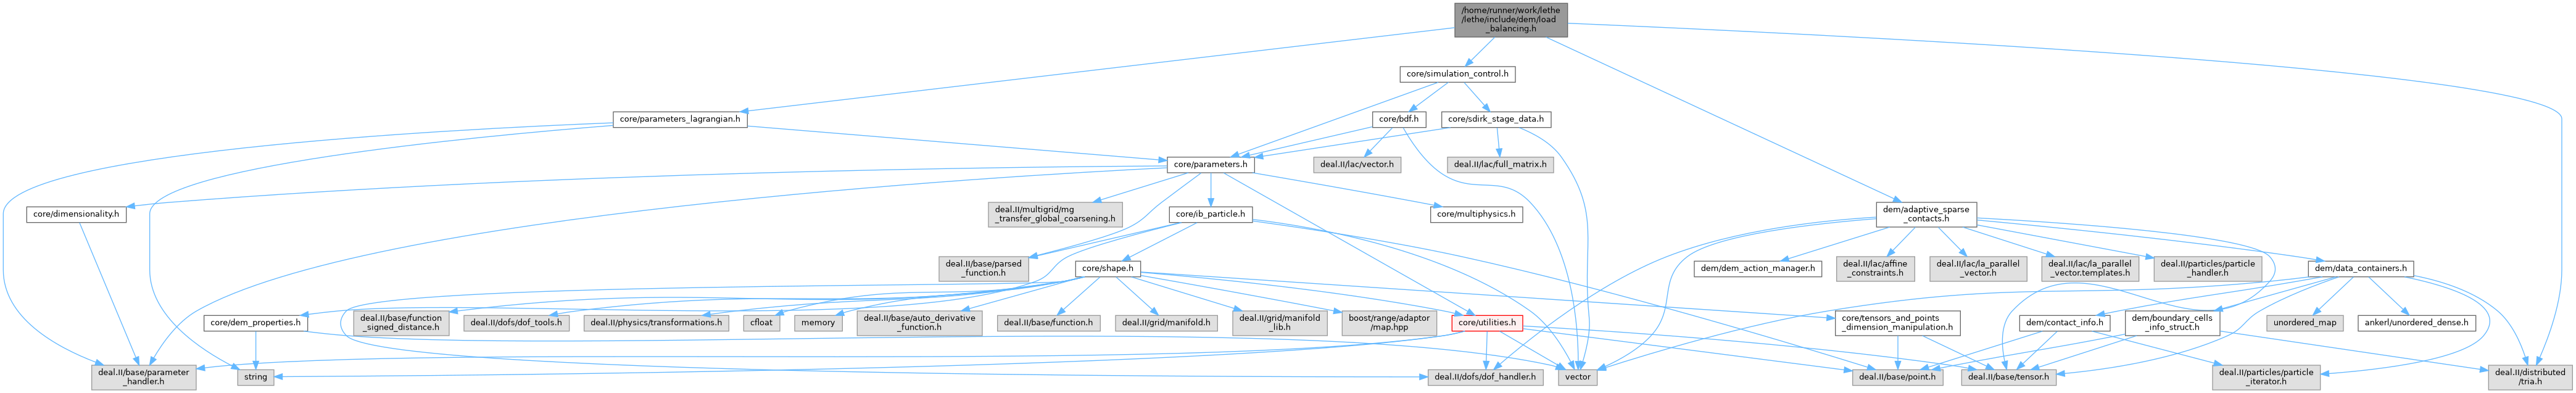 /home/runner/work/lethe
/lethe/include/dem/load
_balancing.h
core/simulation_control.h
core/parameters_lagrangian.h
core/bdf.h
core/sdirk_stage_data.h
core/parameters.h
deal.II/lac/vector.h
deal.II/lac/full_matrix.h
core/dimensionality.h
deal.II/multigrid/mg
_transfer_global_coarsening.h
core/ib_particle.h
core/multiphysics.h
dem/adaptive_sparse
_contacts.h
deal.II/base/parsed
_function.h
core/shape.h
dem/dem_action_manager.h
deal.II/lac/affine
_constraints.h
deal.II/lac/la_parallel
_vector.h
deal.II/lac/la_parallel
_vector.templates.h
deal.II/particles/particle
_handler.h
dem/data_containers.h
core/dem_properties.h
deal.II/base/function
_signed_distance.h
deal.II/dofs/dof_tools.h
deal.II/physics/transformations.h
cfloat
memory
deal.II/base/auto_derivative
_function.h
deal.II/base/function.h
deal.II/grid/manifold.h
deal.II/grid/manifold
_lib.h
boost/range/adaptor
/map.hpp
core/utilities.h
core/tensors_and_points
_dimension_manipulation.h
dem/contact_info.h
dem/boundary_cells
_info_struct.h
unordered_map
ankerl/unordered_dense.h
deal.II/base/parameter
_handler.h
string
deal.II/dofs/dof_handler.h
vector
deal.II/base/point.h
deal.II/base/tensor.h
deal.II/particles/particle
_iterator.h
deal.II/distributed
/tria.h